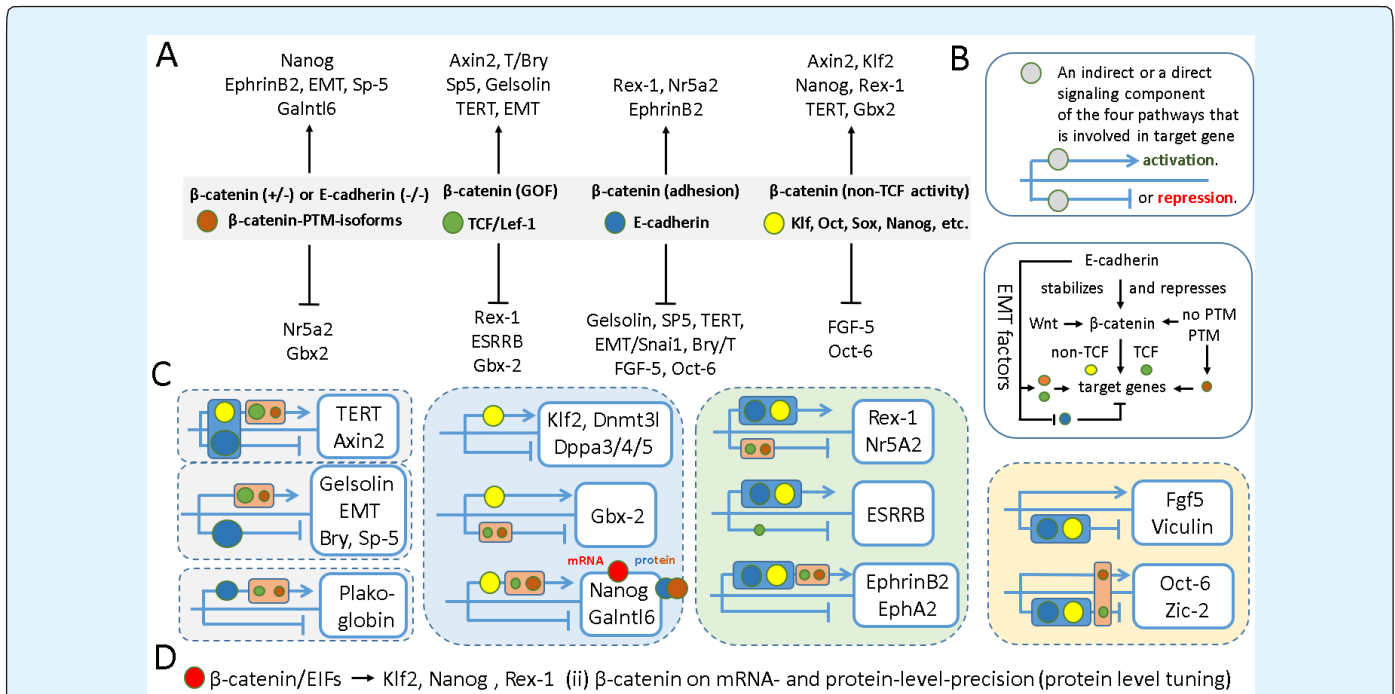 A
Nanog
EphrinB2, EMT, Sp-5
Galntl6
Axin2, T/Bry
Sp5, Gelsolin
TERT, EMT
Rex-1, Nr5a2
EphrinB2
Axin2, Klf2
Nanog, Rex-1
TERT, Gbx2
β-catenin (+/-) or E-cadherin (-/-)
β-catenin-PTM-isoforms
β-catenin (GOF)
TCF/Lef-1
β-catenin (adhesion)
E-cadherin
β-catenin (non-TCF activity)
Klf, Oct, Sox, Nanog, etc.
Nr5a2
Gbx2
Rex-1
ESRRB
Gbx-2
Gelsolin, SP5, TERT,
EMT/Snai1, Bry/T
FGF-5, Oct-6
FGF-5
Oct-6
B
An indirect or a direct
signaling component
of the four pathways that
is involved in target gene
activation.
or repression.
E-cadherin
stabilizes and represses
Wnt β-catenin no PTM
PTM
non-TCF TCF
target genes
EMT factors
C
TERT
Axin2
Gelsolin
EMT
Bry, Sp-5
Plako-
globin
Klf2, Dnmt3l
Dppa3/4/5
Gbx-2
mRNA protein
Nanog
Galntl6
Rex-1
Nr5A2
ESRRB
EphrinB2
EphA2
Fgf5
Viculin
Oct-6
Zic-2
D
β-catenin/EIFs → Klf2, Nanog , Rex-1 (ii) β-catenin on mRNA- and protein-level-precision (protein level tuning)